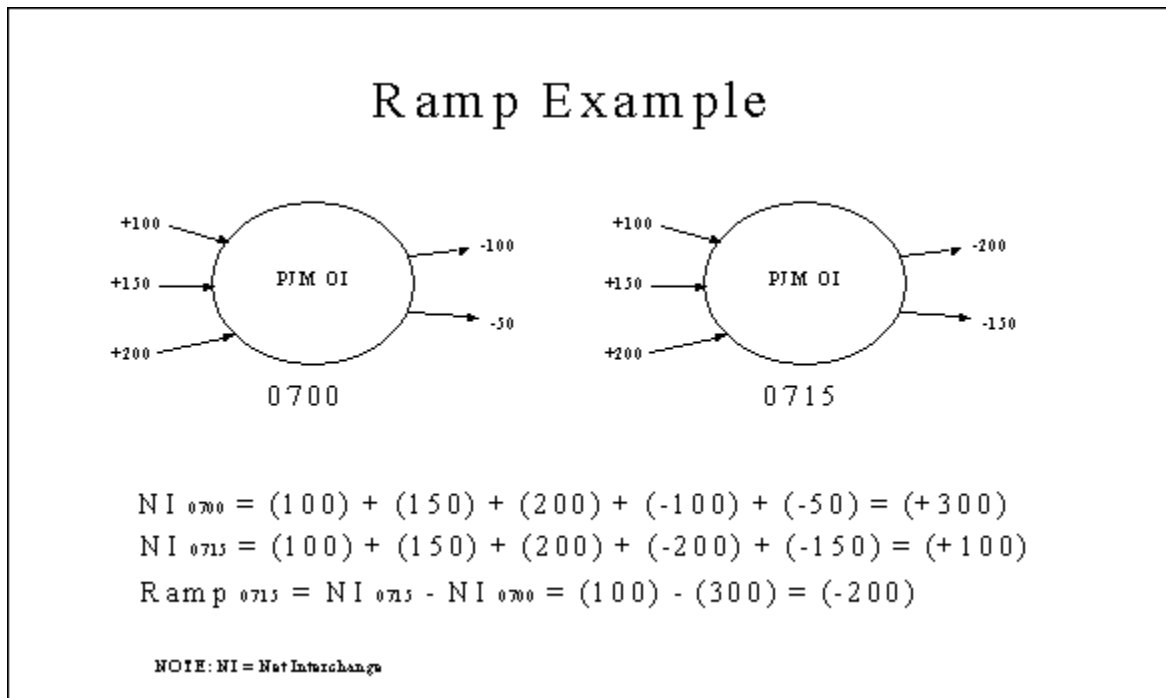 Ramp Example
+100
+150
+200
PJM OI
-100
-50
0700
+100
+150
+200
PJM OI
-200
-150
0715
NI 0700 = (100) + (150) + (200) + (-100) + (-50) = (+300)
NI 0715 = (100) + (150) + (200) + (-200) + (-150) = (+100)
Ramp 0715 = NI 0715 - NI 0700 = (100) - (300) = (-200)
NOTE: NI = Net Interchange